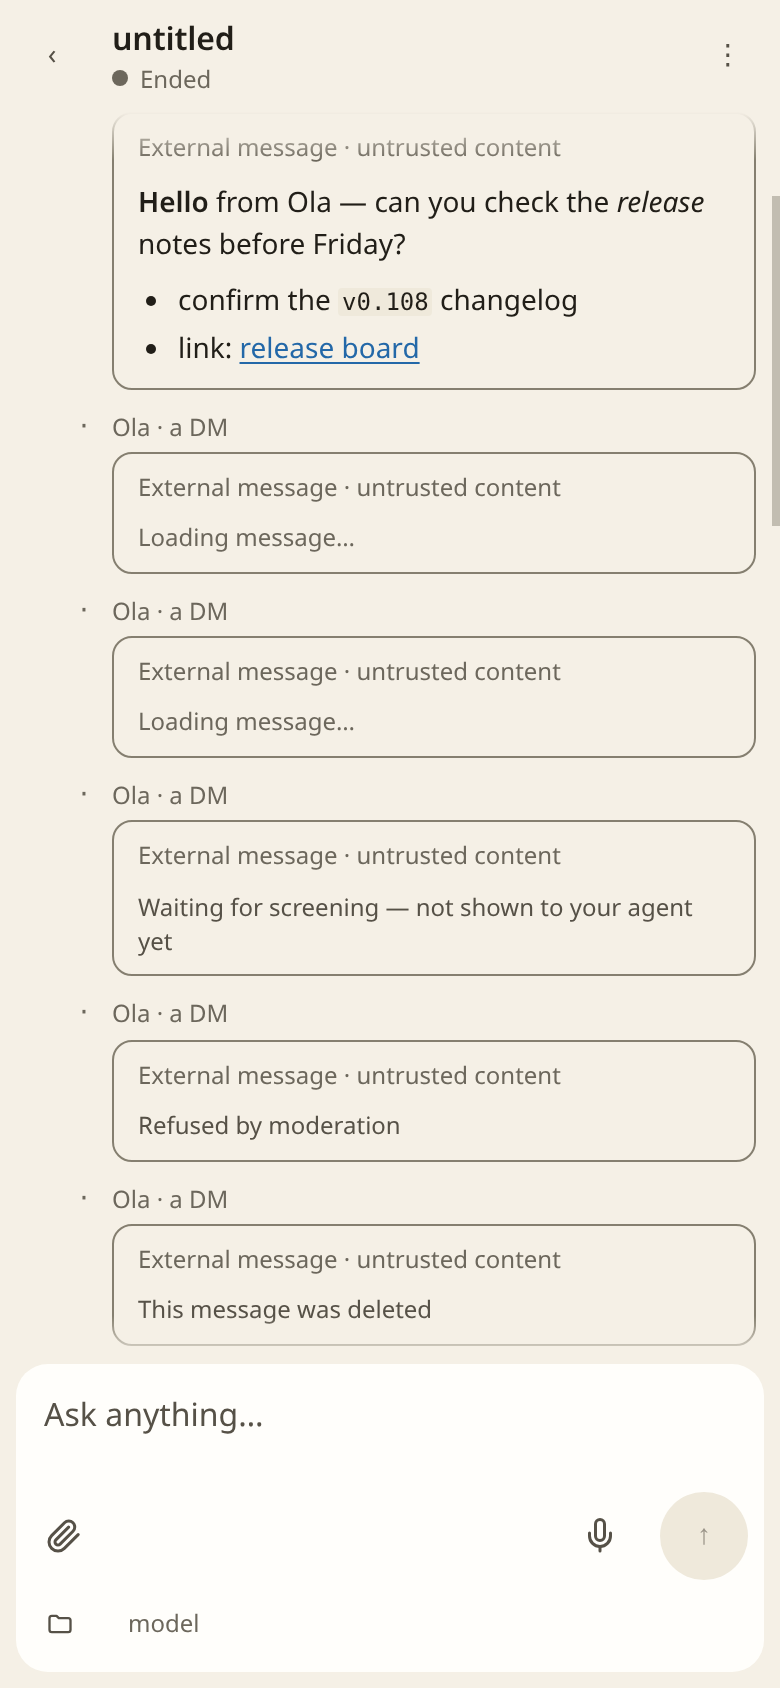 untitled
Ended
External message · untrusted content
Hello from Ola — can you check the release
notes before Friday?
• confirm the v0.108 changelog
• link: release board
· Ola · a DM
External message · untrusted content
Loading message…
· Ola · a DM
External message · untrusted content
Loading message…
· Ola · a DM
External message · untrusted content
Waiting for screening — not shown to your agent
yet
· Ola · a DM
External message · untrusted content
Refused by moderation
· Ola · a DM
External message · untrusted content
This message was deleted
Ask anything…
model